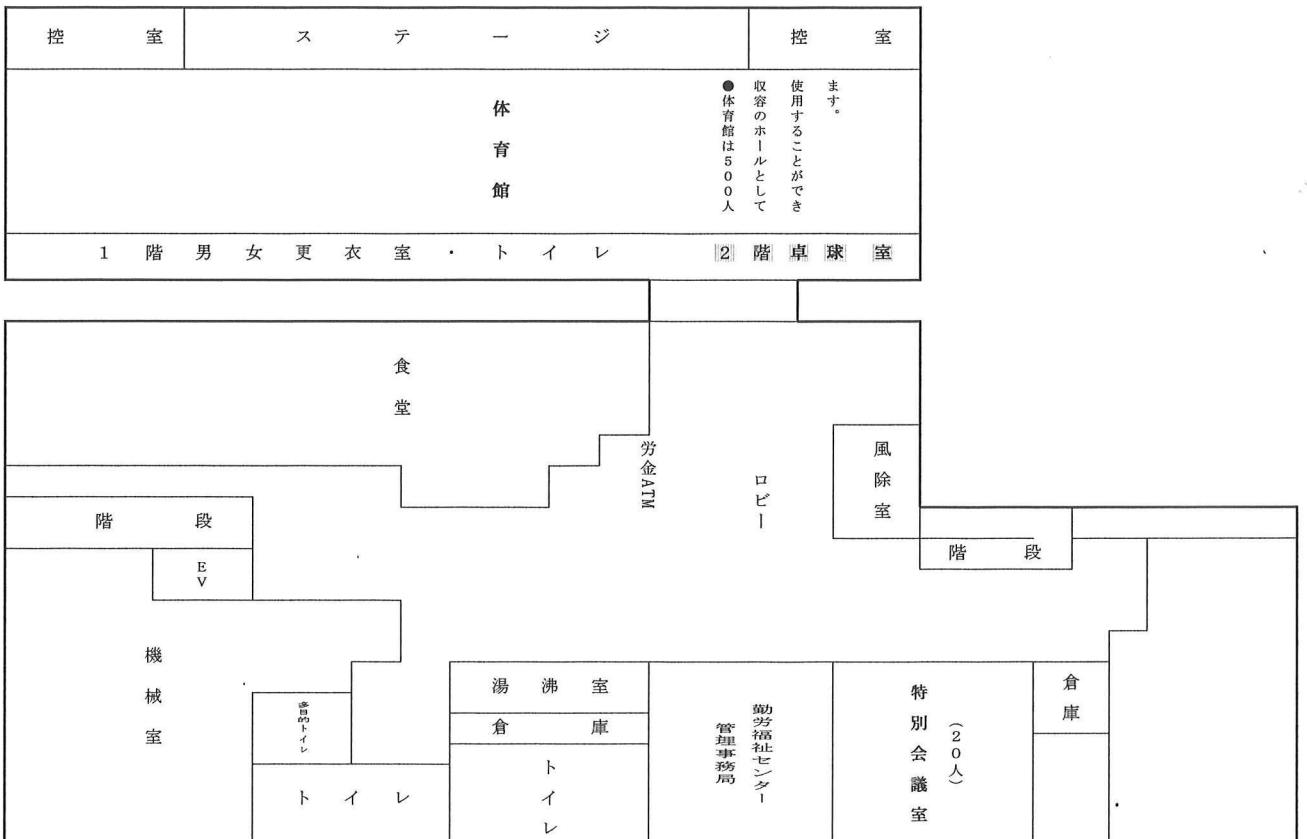 控室
ステージ
控室
体育館
●体育館は500人
収容のホールとして
使用することができ
ます。
1階男女更衣室・トイレ
2階卓球室
食堂
労金ATM
ロビー
風除室
階段
階段
EV
機械室
多目的トイレ
トイレ
湯沸室
倉庫
トイレ
勤労福祉センター
管理事務局
特別会議室
(20人)
倉庫